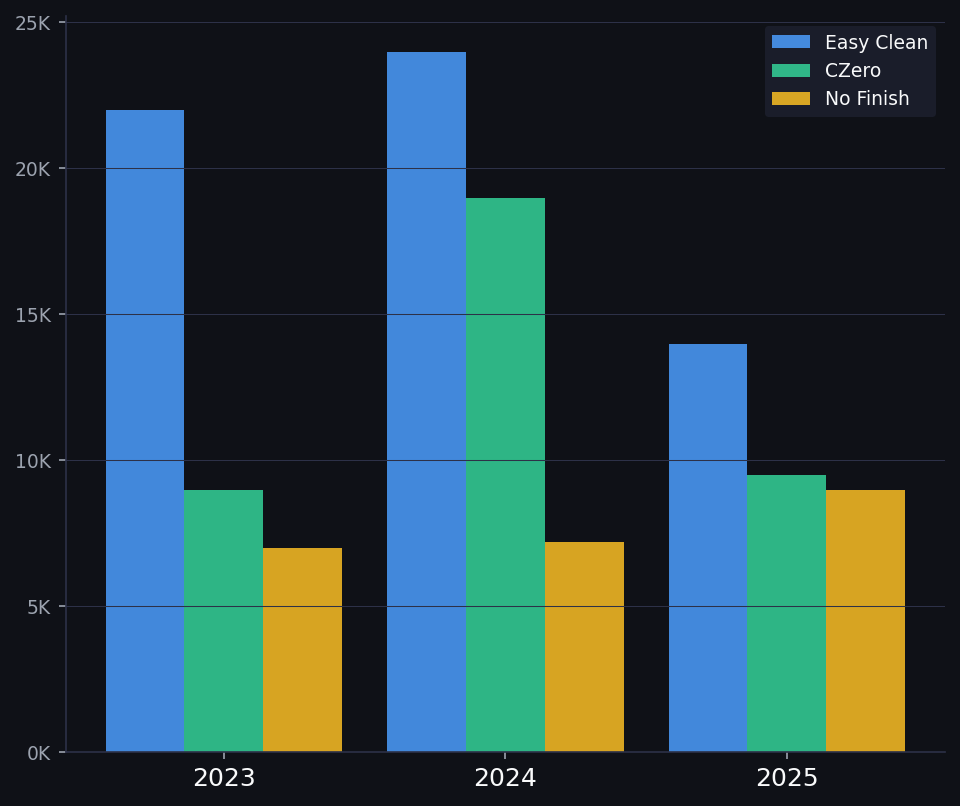 25K
20K
15K
10K
5K
0K
Easy Clean
CZero
No Finish
2023
2024
2025